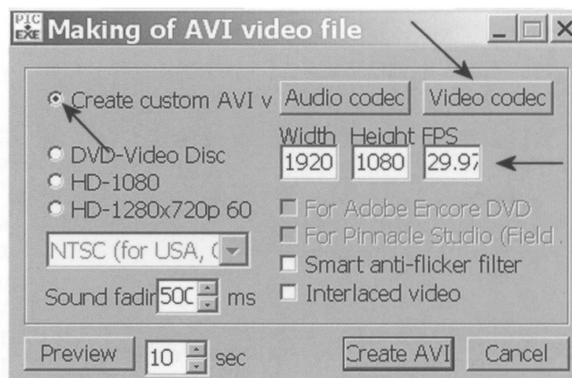 PIC
EXE
Making of AVI video file
Create custom AVI v
Audio codec
Video codec
Width Height FPS
1920 1080 29.97
DVD-Video Disc
HD-1080
HD-1280x720p 60
For Adobe Encore DVD
For Pinnacle Studio (Field .
NTSC (for USA, (
Smart anti-flicker filter
Sound fadir 500 ms
Interlaced video
Preview 10 sec
Create AVI
Cancel